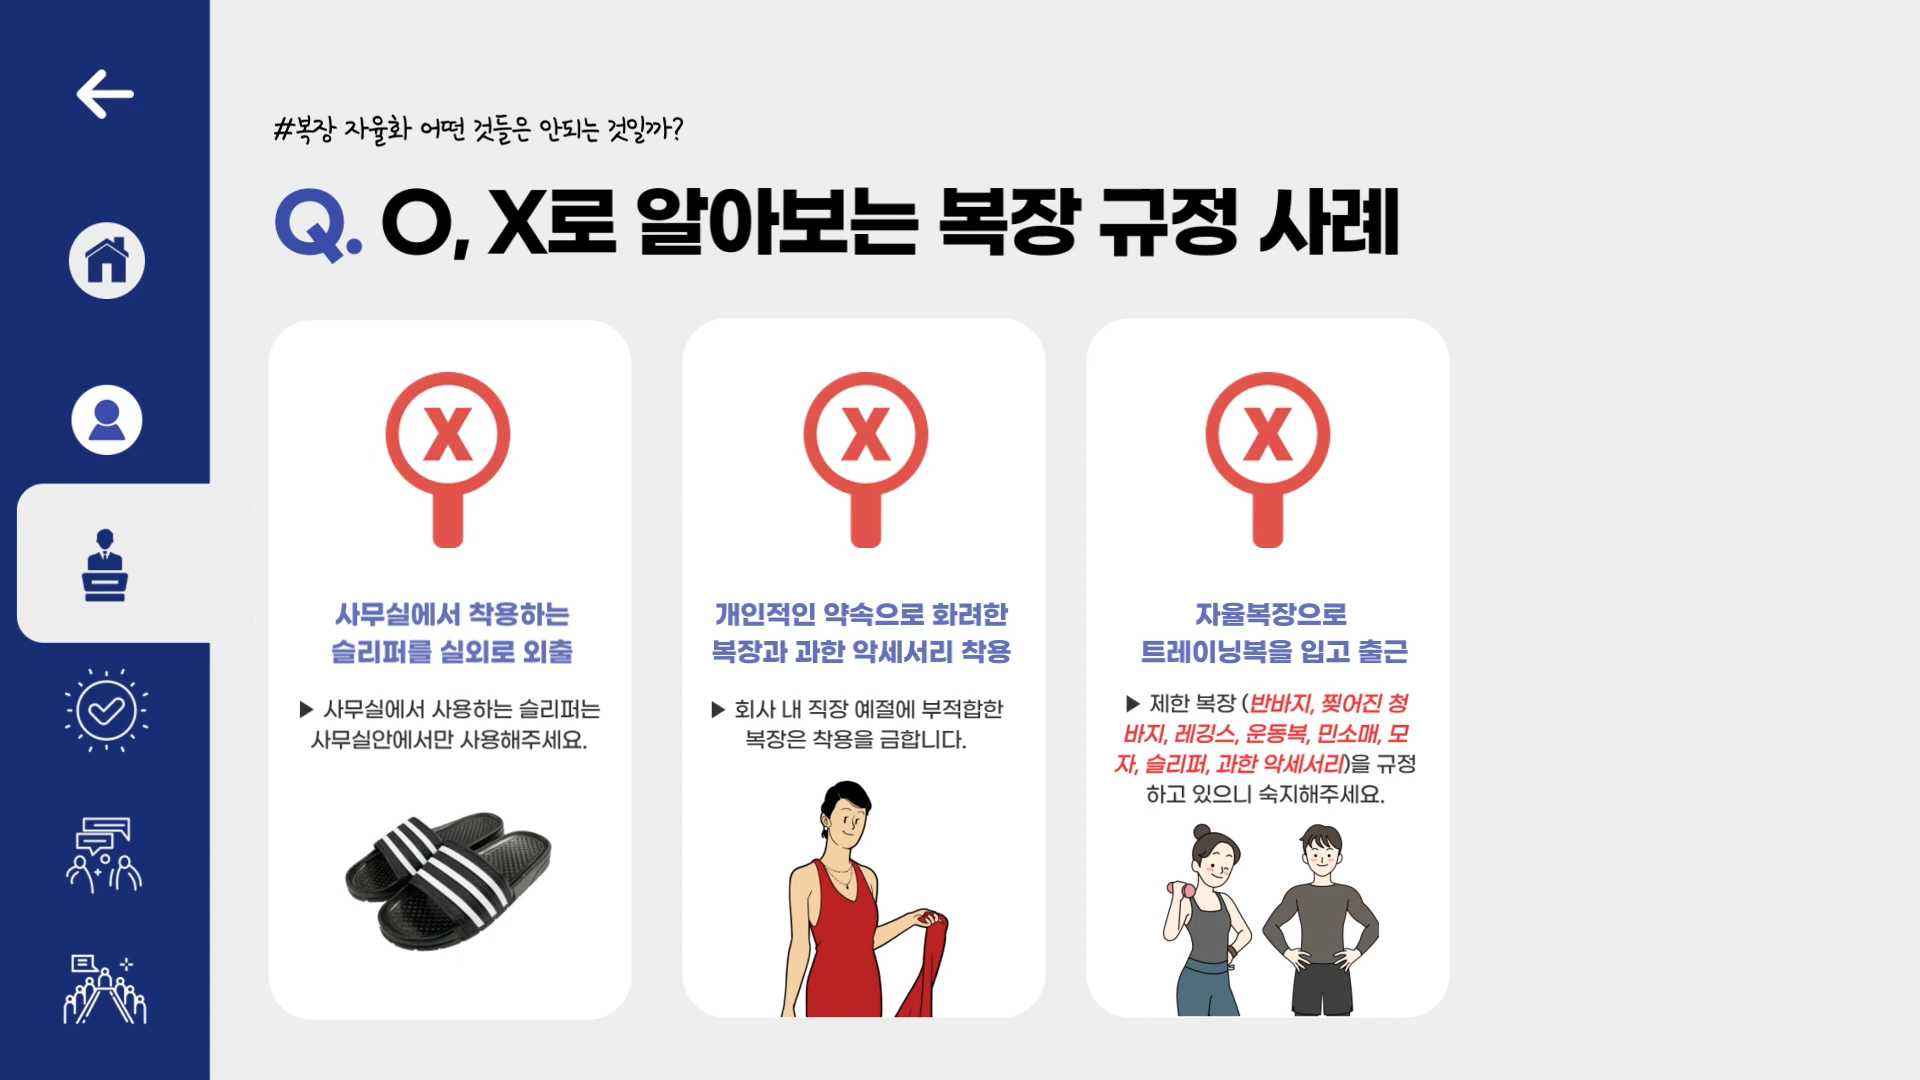 #복장 자율화 어떤 것들은 안되는 것일까?
Q. O, X로 알아보는 복장 규정 사례
X
사무실에서 착용하는
슬리퍼를 실외로 외출
▶ 사무실에서 사용하는 슬리퍼는
사무실안에서만 사용해주세요.
X
개인적인 약속으로 화려한
복장과 과한 악세서리 착용
▶ 회사 내 직장 예절에 부적합한
복장은 착용을 금합니다.
X
자율복장으로
트레이닝복을 입고 출근
▶ 제한 복장 (반바지, 찢어진 청
바지, 레깅스, 운동복, 민소매, 모
자, 슬리퍼, 과한 악세서리)을 규정
하고 있으니 숙지해주세요.